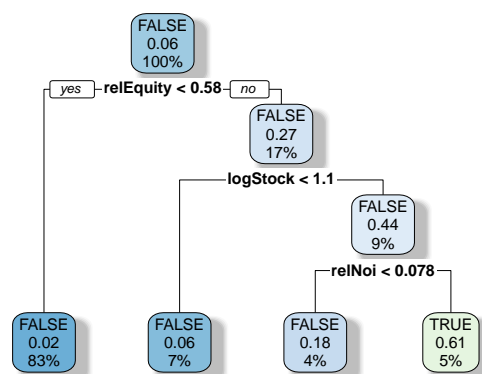 FALSE
0.06
100%
yes relEquity < 0.58 no
FALSE
0.27
17%
logStock < 1.1
FALSE
0.44
9%
relNoi < 0.078
FALSE
0.02
83%
FALSE
0.06
7%
FALSE
0.18
4%
TRUE
0.61
5%